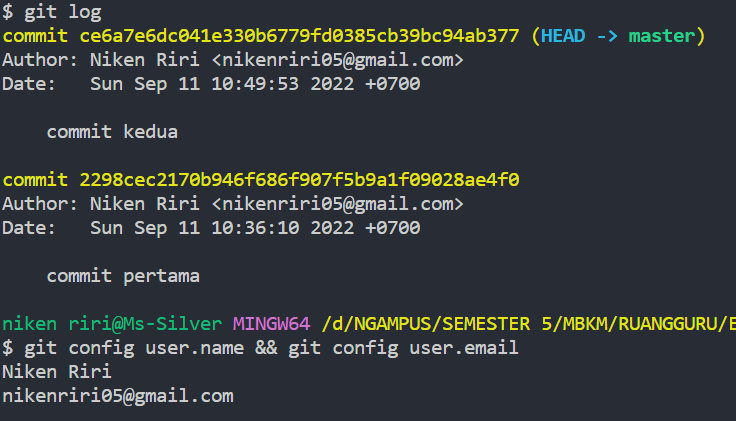 $ git log
commit ce6a7e6dc041e330b6779fd0385cb39bc94ab377 (HEAD -> master)
Author: Niken Riri <nikenriri05@gmail.com>
Date:   Sun Sep 11 10:49:53 2022 +0700
commit kedua
commit 2298cec2170b946f686f907f5b9a1f09028ae4f0
Author: Niken Riri <nikenriri05@gmail.com>
Date:   Sun Sep 11 10:36:10 2022 +0700
commit pertama
niken riri@Ms-Silver MINGW64 /d/NGAMPUS/SEMESTER 5/MBKM/RUANGGURU/
$ git config user.name && git config user.email
Niken Riri
nikenriri05@gmail.com